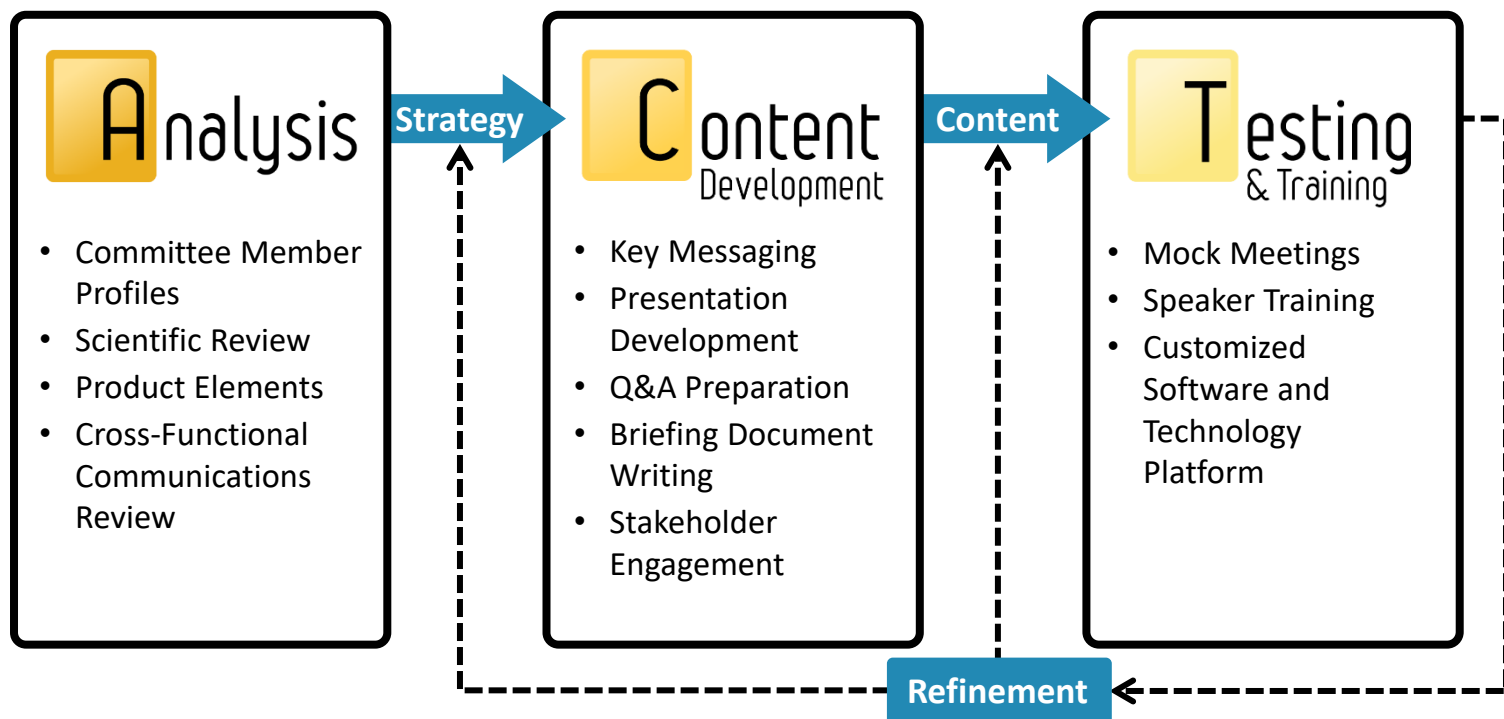 Analysis
• Committee Member
Profiles
• Scientific Review
• Product Elements
• Cross-Functional
Communications
Review
Strategy
Content
Development
• Key Messaging
• Presentation
Development
• Q&A Preparation
• Briefing Document
Writing
• Stakeholder
Engagement
Content
Testing
& Training
• Mock Meetings
• Speaker Training
• Customized
Software and
Technology
Platform
Refinement